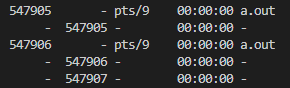 547905 - pts/9 00:00:00 a.out
- 547905 - 00:00:00 -
547906 - pts/9 00:00:00 a.out
- 547906 - 00:00:00 -
- 547907 - 00:00:00 -